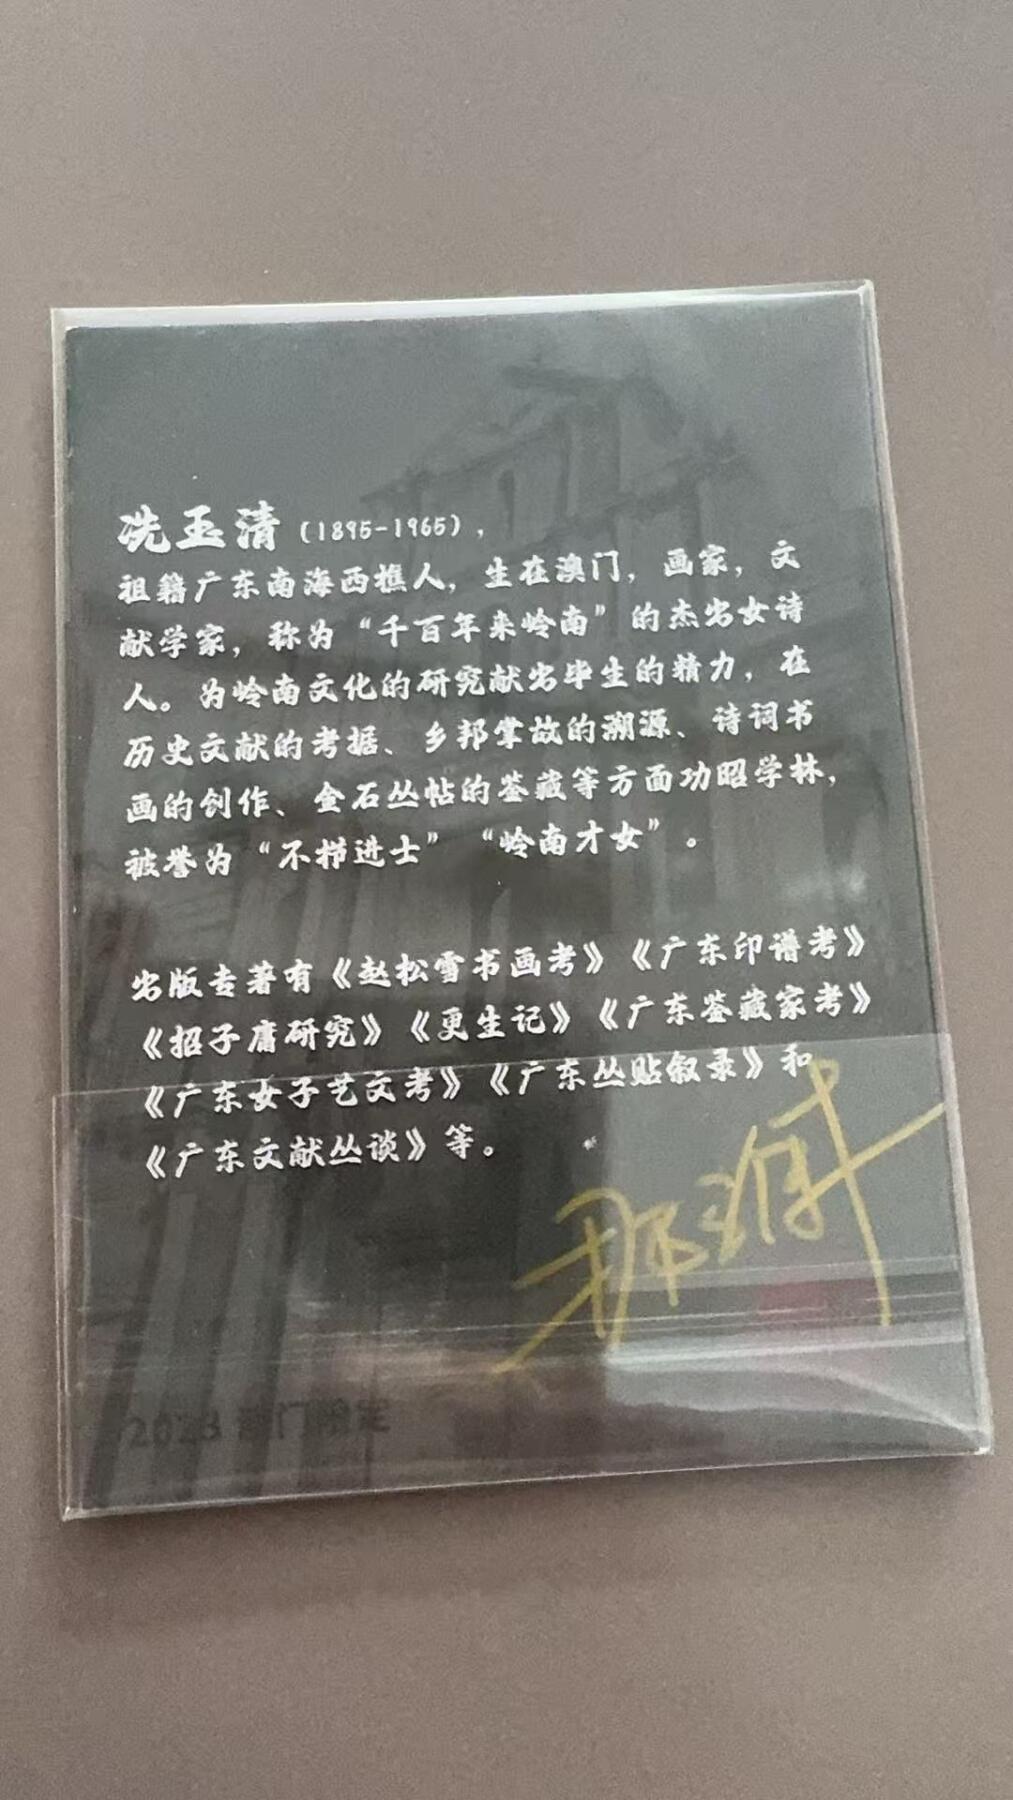 冼玉清（1895-1965），
祖籍广东南海西樵人，生在澳门，画家，文
献学家，称为“千百年来岭南”的杰出女诗
人。为岭南文化的研究献出毕生的精力，在
历史文献的考据、乡邦掌故的溯源、诗词书
画的创作、金石丛帖的鉴藏等方面功昭学林，
被誉为“不栉进士”“岭南才女”。
出版专著有《赵松雪书画考》《广东印谱考》
《招子庸研究》《更生记》《广东鉴藏家考》
《广东女子艺文考》《广东丛贴叙录》和
《广东文献丛谈》等。
2023 澳门限定